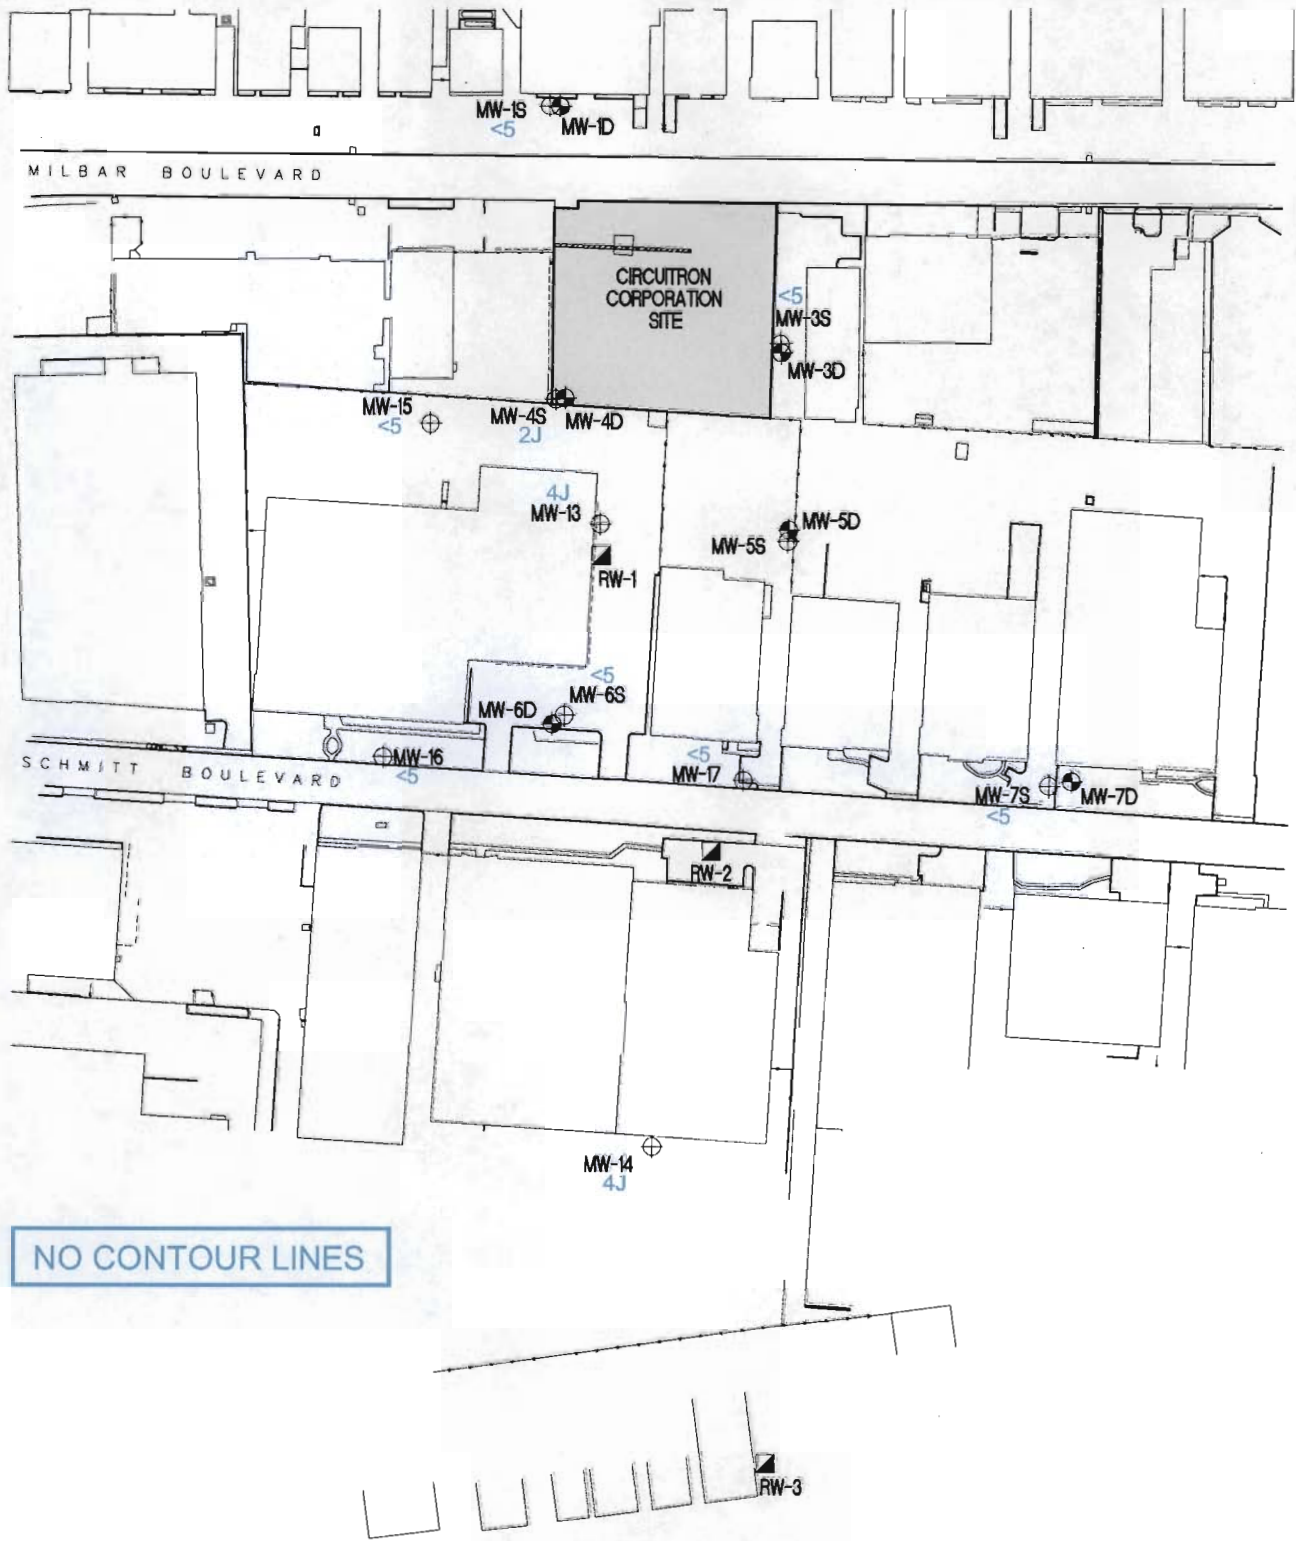 MW-1S
<5
MW-1D
MILBAR BOULEVARD
CIRCUITRON
CORPORATION
SITE
<5
MW-3S
MW-3D
MW-15
<5
MW-4S
2J
MW-4D
4J
MW-13
RW-1
MW-5D
MW-5S
<5
MW-6S
MW-6D
MW-16
<5
SCHMITT BOULEVARD
<5
MW-17
MW-7S
<5
MW-7D
RW-2
MW-14
4J
NO CONTOUR LINES
RW-3